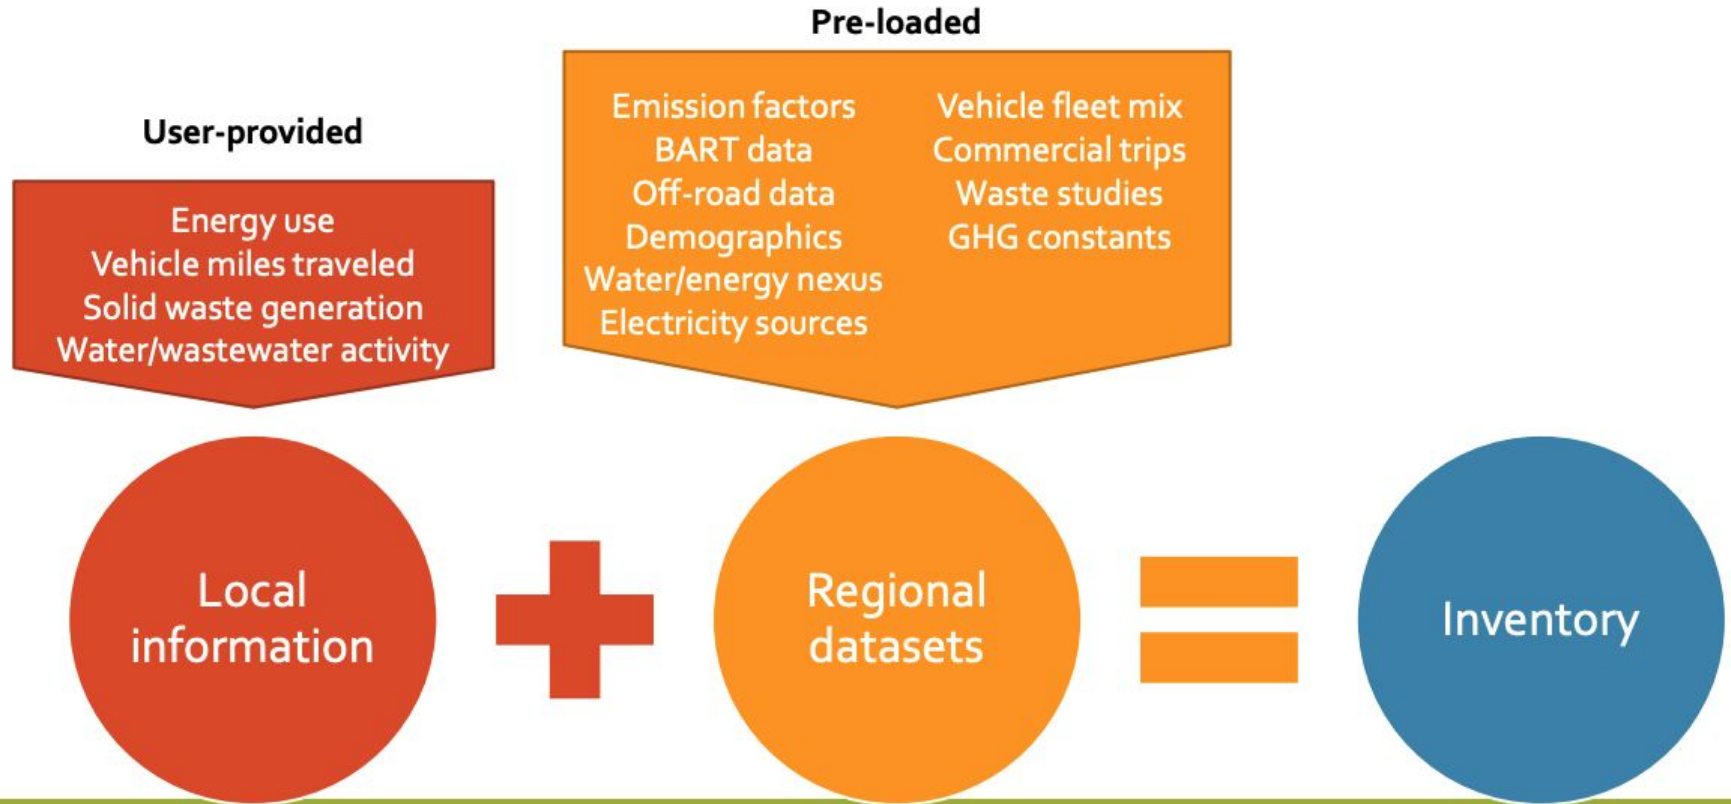 Pre-loaded
User-provided
Energy use
Vehicle miles traveled
Solid waste generation
Water/wastewater activity
Emission factors
BART data
Off-road data
Demographics
Water/energy nexus
Electricity sources
Vehicle fleet mix
Commercial trips
Waste studies
GHG constants
Local
information
Regional
datasets
Inventory